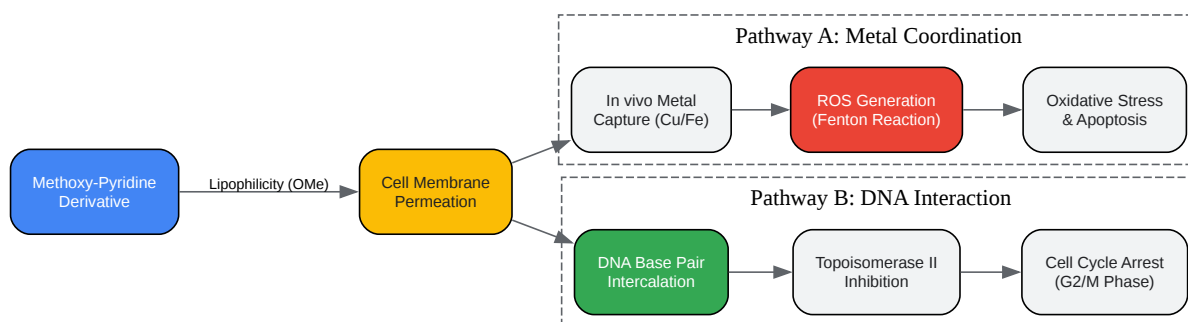 Pathway A: Metal Coordination
In vivo Metal
Capture (Cu/Fe)
ROS Generation
(Fenton Reaction)
Oxidative Stress
& Apoptosis
Methoxy-Pyridine
Derivative
Lipophilicity (OMe)
Cell Membrane
Permeation
Pathway B: DNA Interaction
DNA Base Pair
Intercalation
Topoisomerase II
Inhibition
Cell Cycle Arrest
(G2/M Phase)